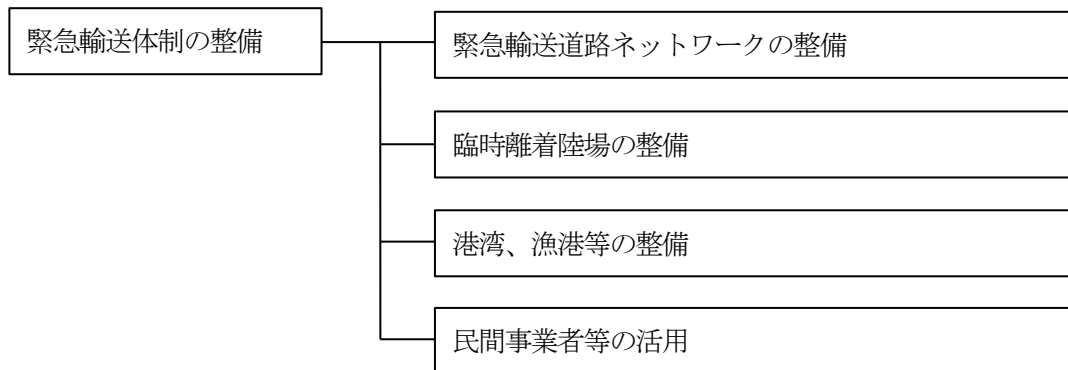 緊急輸送体制の整備
緊急輸送道路ネットワークの整備
臨時離着陸場の整備
港湾、漁港等の整備
民間事業者等の活用